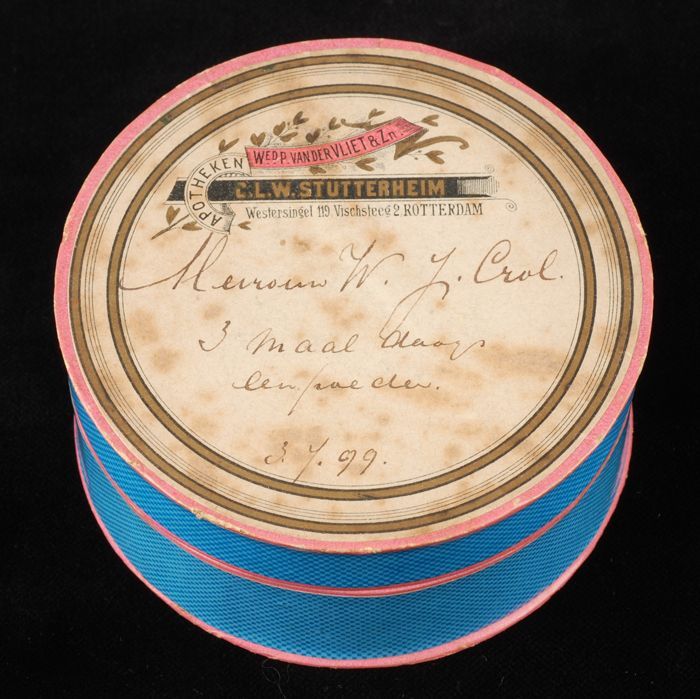 APOTHEKEN
WED P. VAN DER VLIET & Zn.
C.L.W. STUTTERHEIM
Westersingel 119. Vischsteeg 2. ROTTERDAM
Mevrouw W. J. Crol.
3 maal daags
een poeder.
3.7.99.